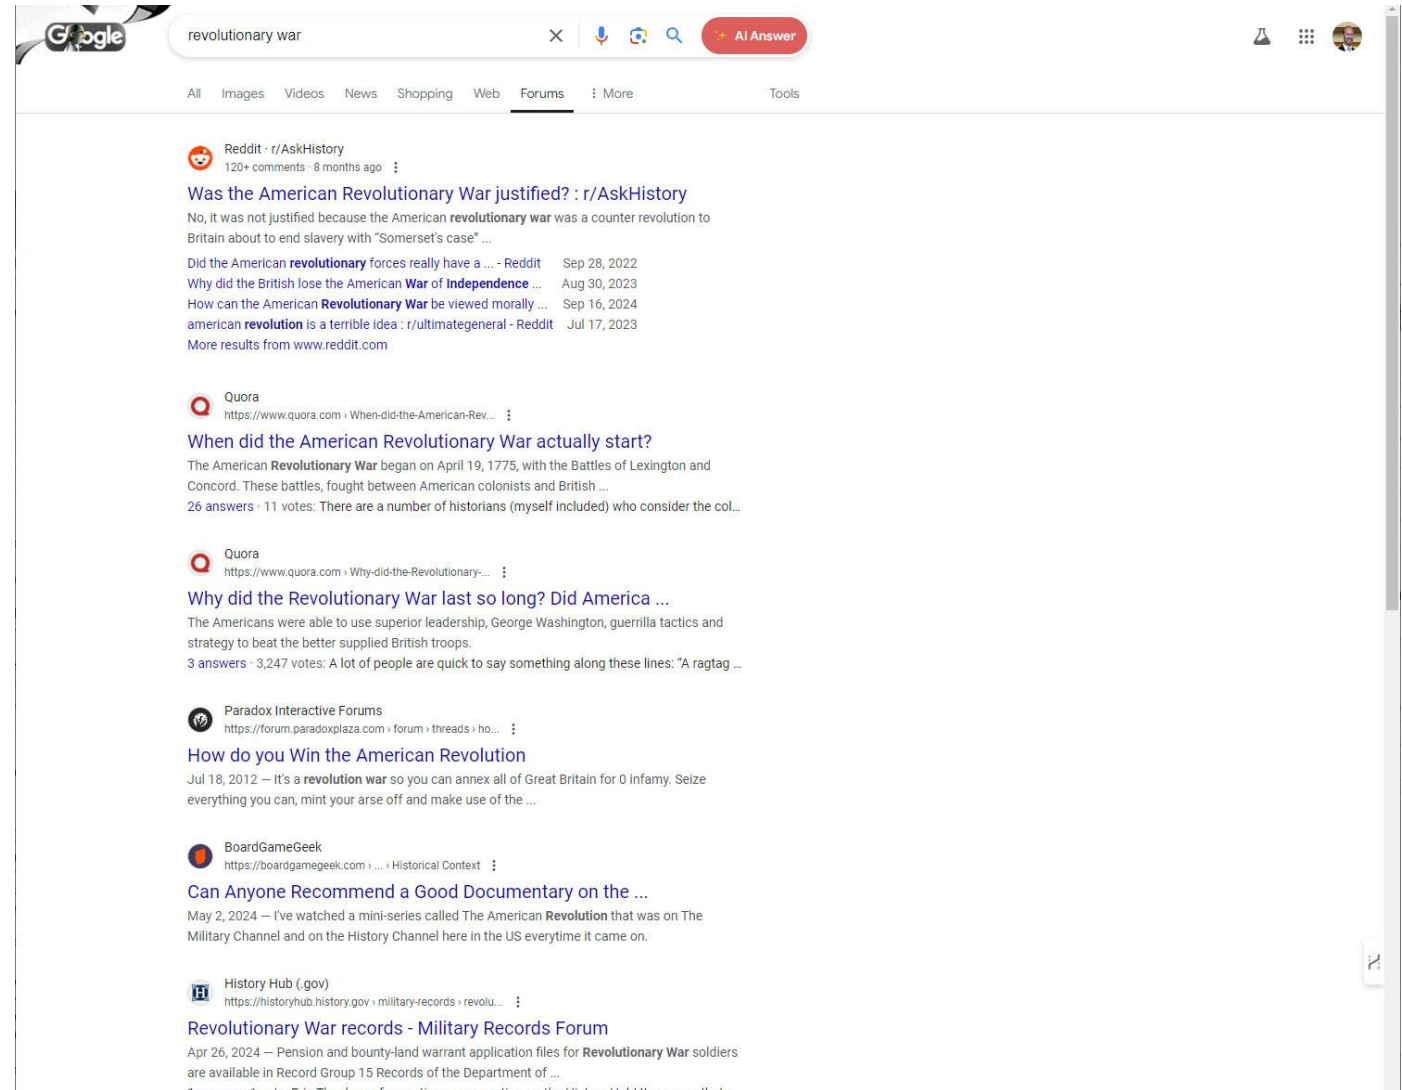 Google
revolutionary war
AI Answer
All Images Videos News Shopping Web Forums More Tools
Reddit · r/AskHistory
120+ comments · 8 months ago
Was the American Revolutionary War justified? : r/AskHistory
No, it was not justified because the American revolutionary war was a counter revolution to
Britain about to end slavery with “Somerset's case” ...
Did the American revolutionary forces really have a ... - Reddit Sep 28, 2022
Why did the British lose the American War of Independence ... Aug 30, 2023
How can the American Revolutionary War be viewed morally ... Sep 16, 2024
american revolution is a terrible idea : r/ultimategeneral - Reddit Jul 17, 2023
More results from www.reddit.com
Quora
https://www.quora.com › When-did-the-American-Rev...
When did the American Revolutionary War actually start?
The American Revolutionary War began on April 19, 1775, with the Battles of Lexington and
Concord. These battles, fought between American colonists and British ...
26 answers · 11 votes: There are a number of historians (myself included) who consider the col...
Quora
https://www.quora.com › Why-did-the-Revolutionary-...
Why did the Revolutionary War last so long? Did America ...
The Americans were able to use superior leadership, George Washington, guerrilla tactics and
strategy to beat the better supplied British troops.
3 answers · 3,247 votes: A lot of people are quick to say something along these lines: “A ragtag ...
Paradox Interactive Forums
https://forum.paradoxplaza.com › forum › threads › ho...
How do you Win the American Revolution
Jul 18, 2012 — It's a revolution war so you can annex all of Great Britain for 0 infamy. Seize
everything you can, mint your arse off and make use of the ...
BoardGameGeek
https://boardgamegeek.com › ... › Historical Context
Can Anyone Recommend a Good Documentary on the ...
May 2, 2024 — I've watched a mini-series called The American Revolution that was on The
Military Channel and on the History Channel here in the US everytime it came on.
History Hub (.gov)
https://historyhub.history.gov › military-records › revolu...
Revolutionary War records - Military Records Forum
Apr 26, 2024 — Pension and bounty-land warrant application files for Revolutionary War soldiers
are available in Record Group 15 Records of the Department of ...